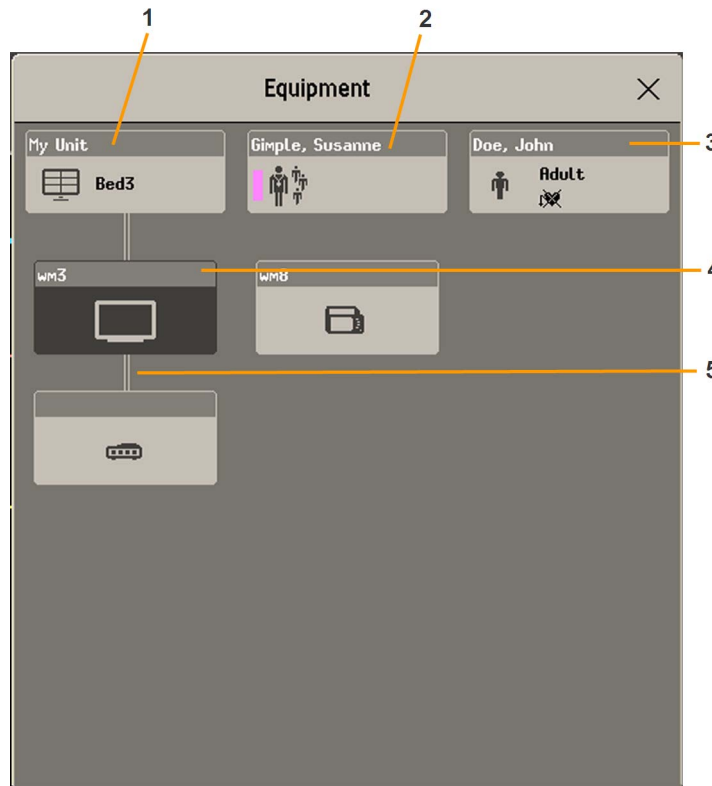 1
2
Equipment
My Unit
Gimple, Susanne
Doe, John
3
Bed3
Adult
wm3
wm8
4
5